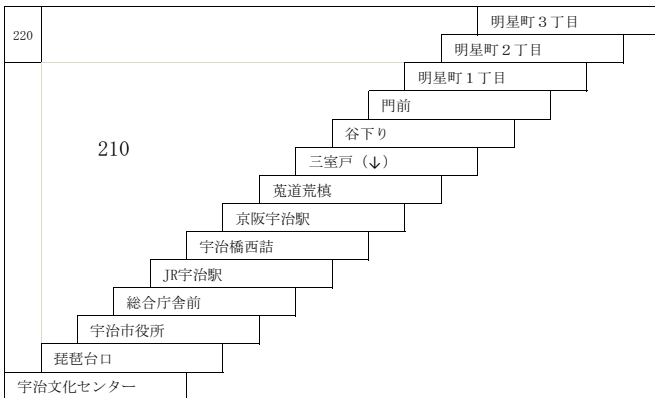 明星町３丁目
220
明星町２丁目
明星町１丁目
門前
谷下り
210
三室戸（↓）
菟道荒槙
京阪宇治駅
宇治橋西詰
JR宇治駅
総合庁舎前
宇治市役所
琵琶台口
宇治文化センター